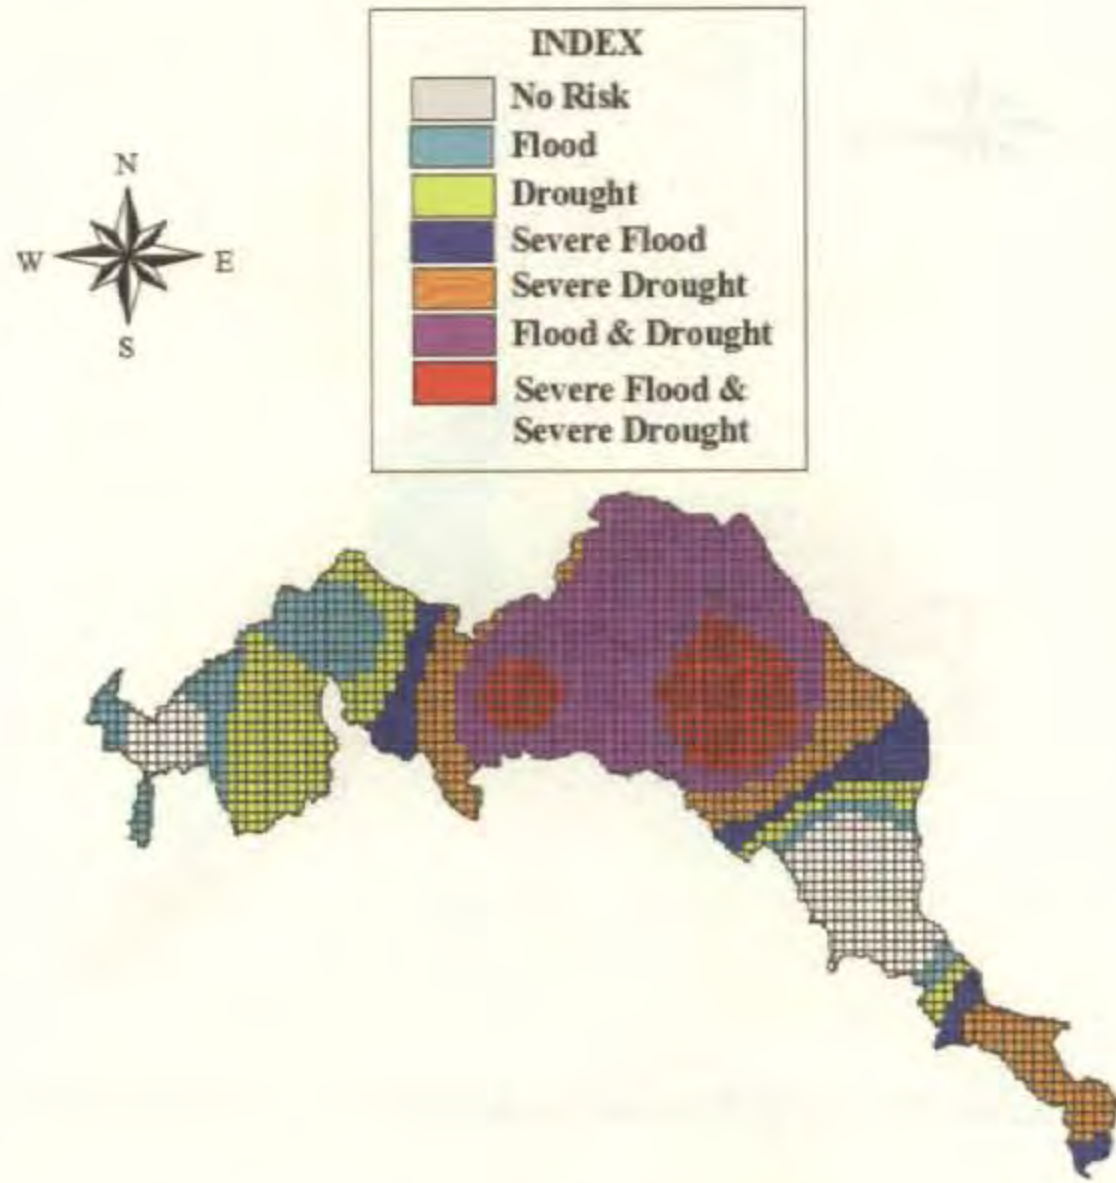 INDEX
No Risk
Flood
Drought
Severe Flood
Severe Drought
Flood & Drought
Severe Flood &
Severe Drought
N
W E
S